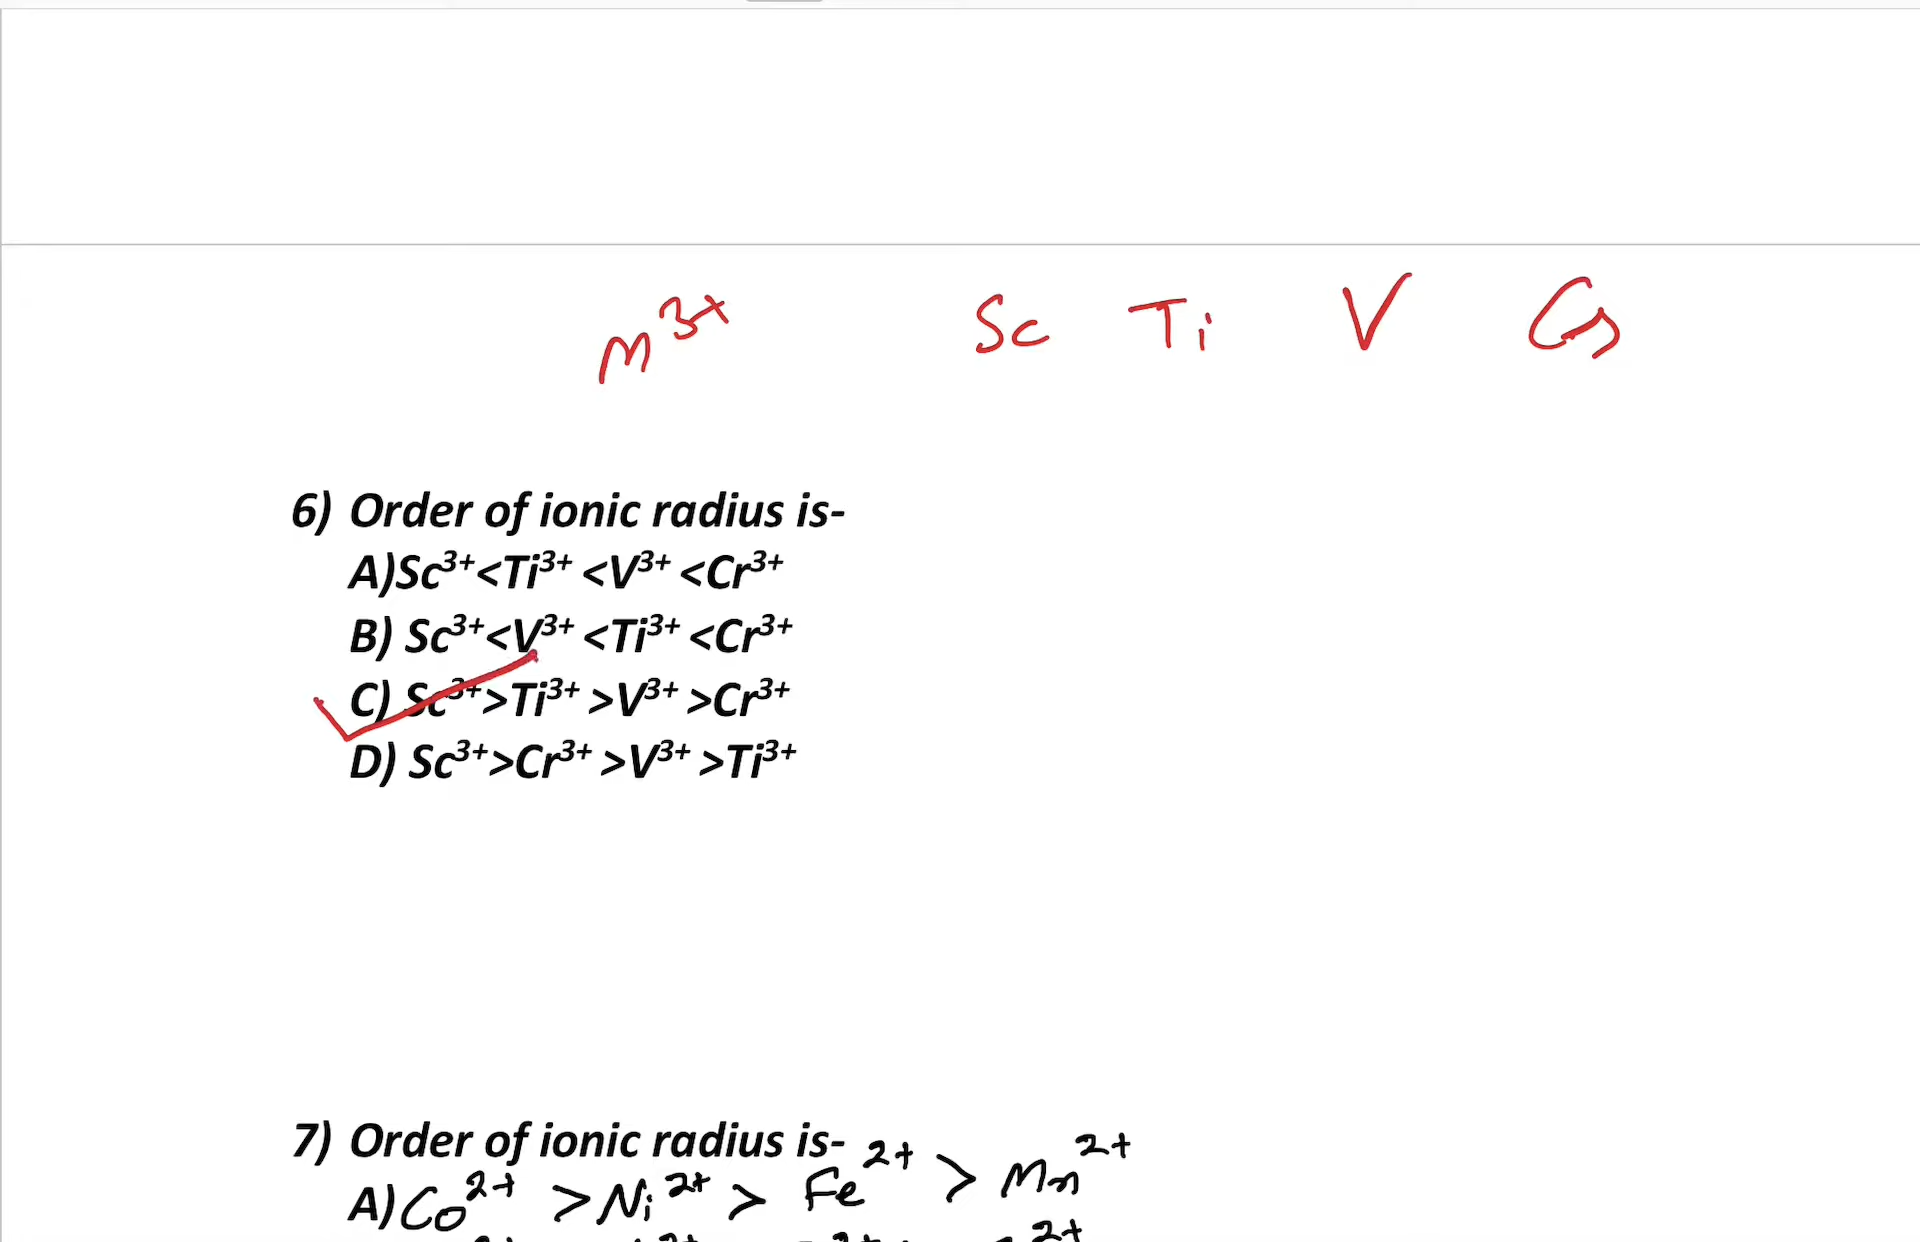 M³⁺ Sc Ti V Cr
6) Order of ionic radius is-
A)Sc³⁺<Ti³⁺ <V³⁺ <Cr³⁺
B) Sc³⁺<V³⁺ <Ti³⁺ <Cr³⁺
C) Sc³⁺>Ti³⁺ >V³⁺ >Cr³⁺
D) Sc³⁺>Cr³⁺ >V³⁺ >Ti³⁺
7) Order of ionic radius is-
A)Co²⁺ >Ni²⁺ > Fe²⁺ > Mn²⁺